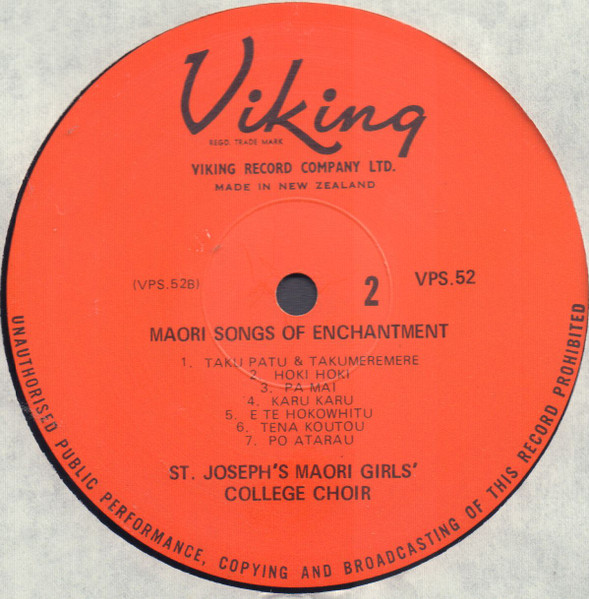 Viking
REGD. TRADE MARK
VIKING RECORD COMPANY LTD.
MADE IN NEW ZEALAND
(VPS.52B)
2
VPS.52
MAORI SONGS OF ENCHANTMENT
1. TAKU PATU & TAKUMEREMERE
2. HOKI HOKI
3. PA MAI
4. KARU KARU
5. E TE HOKOWHITU
6. TENA KOUTOU
7. PO ATARAU
ST. JOSEPH'S MAORI GIRLS'
COLLEGE CHOIR
UNAUTHORISED PUBLIC PERFORMANCE, COPYING AND BROADCASTING OF THIS RECORD PROHIBITED